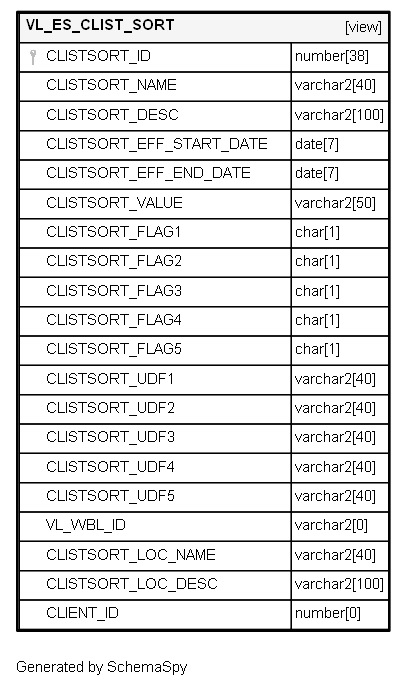 VL_ES_CLIST_SORT [view]
CLISTSORT_ID number[38]
CLISTSORT_NAME varchar2[40]
CLISTSORT_DESC varchar2[100]
CLISTSORT_EFF_START_DATE date[7]
CLISTSORT_EFF_END_DATE date[7]
CLISTSORT_VALUE varchar2[50]
CLISTSORT_FLAG1 char[1]
CLISTSORT_FLAG2 char[1]
CLISTSORT_FLAG3 char[1]
CLISTSORT_FLAG4 char[1]
CLISTSORT_FLAG5 char[1]
CLISTSORT_UDF1 varchar2[40]
CLISTSORT_UDF2 varchar2[40]
CLISTSORT_UDF3 varchar2[40]
CLISTSORT_UDF4 varchar2[40]
CLISTSORT_UDF5 varchar2[40]
VL_WBL_ID varchar2[0]
CLISTSORT_LOC_NAME varchar2[40]
CLISTSORT_LOC_DESC varchar2[100]
CLIENT_ID number[0]
Generated by SchemaSpy